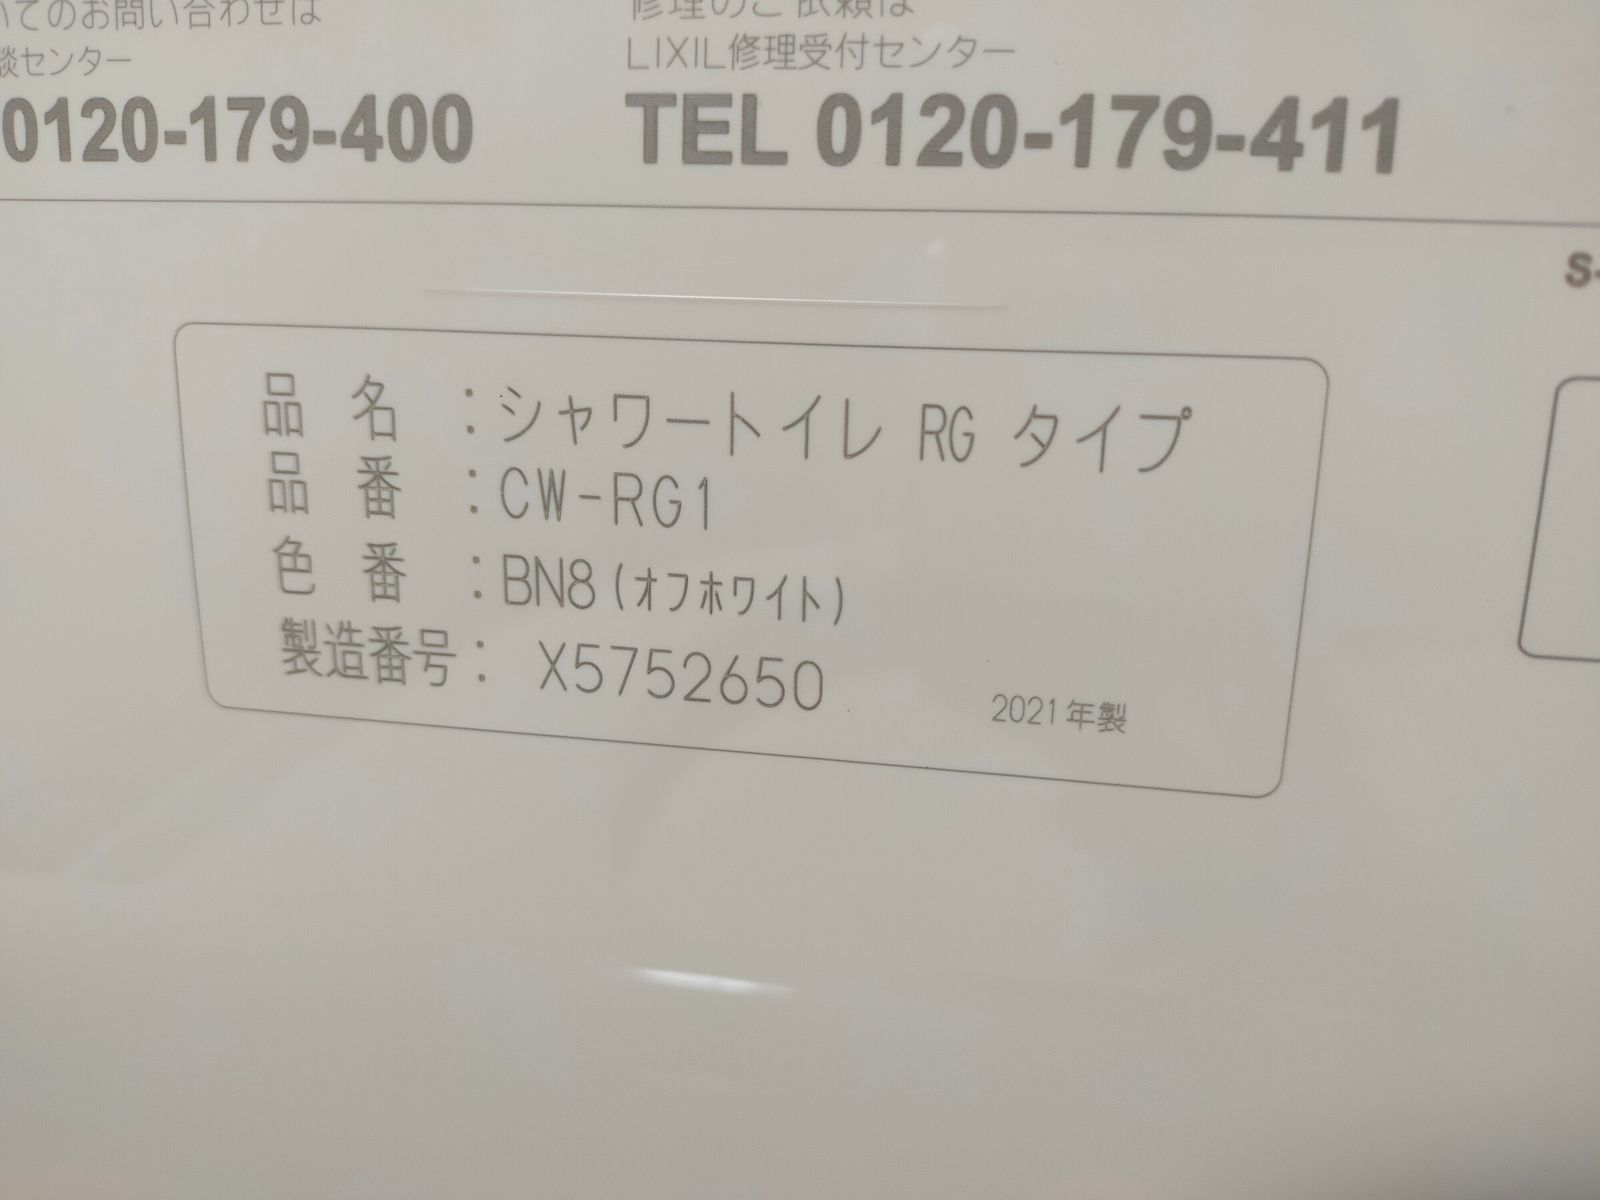 いてのお問い合わせは
談センター
0120-179-400
修理のご依頼は
LIXIL修理受付センター
TEL 0120-179-411
S-
品名：シャワートイレ RG タイプ
品番：CW-RG1
色番：BN8(オフホワイト)
製造番号： X5752650
2021年製